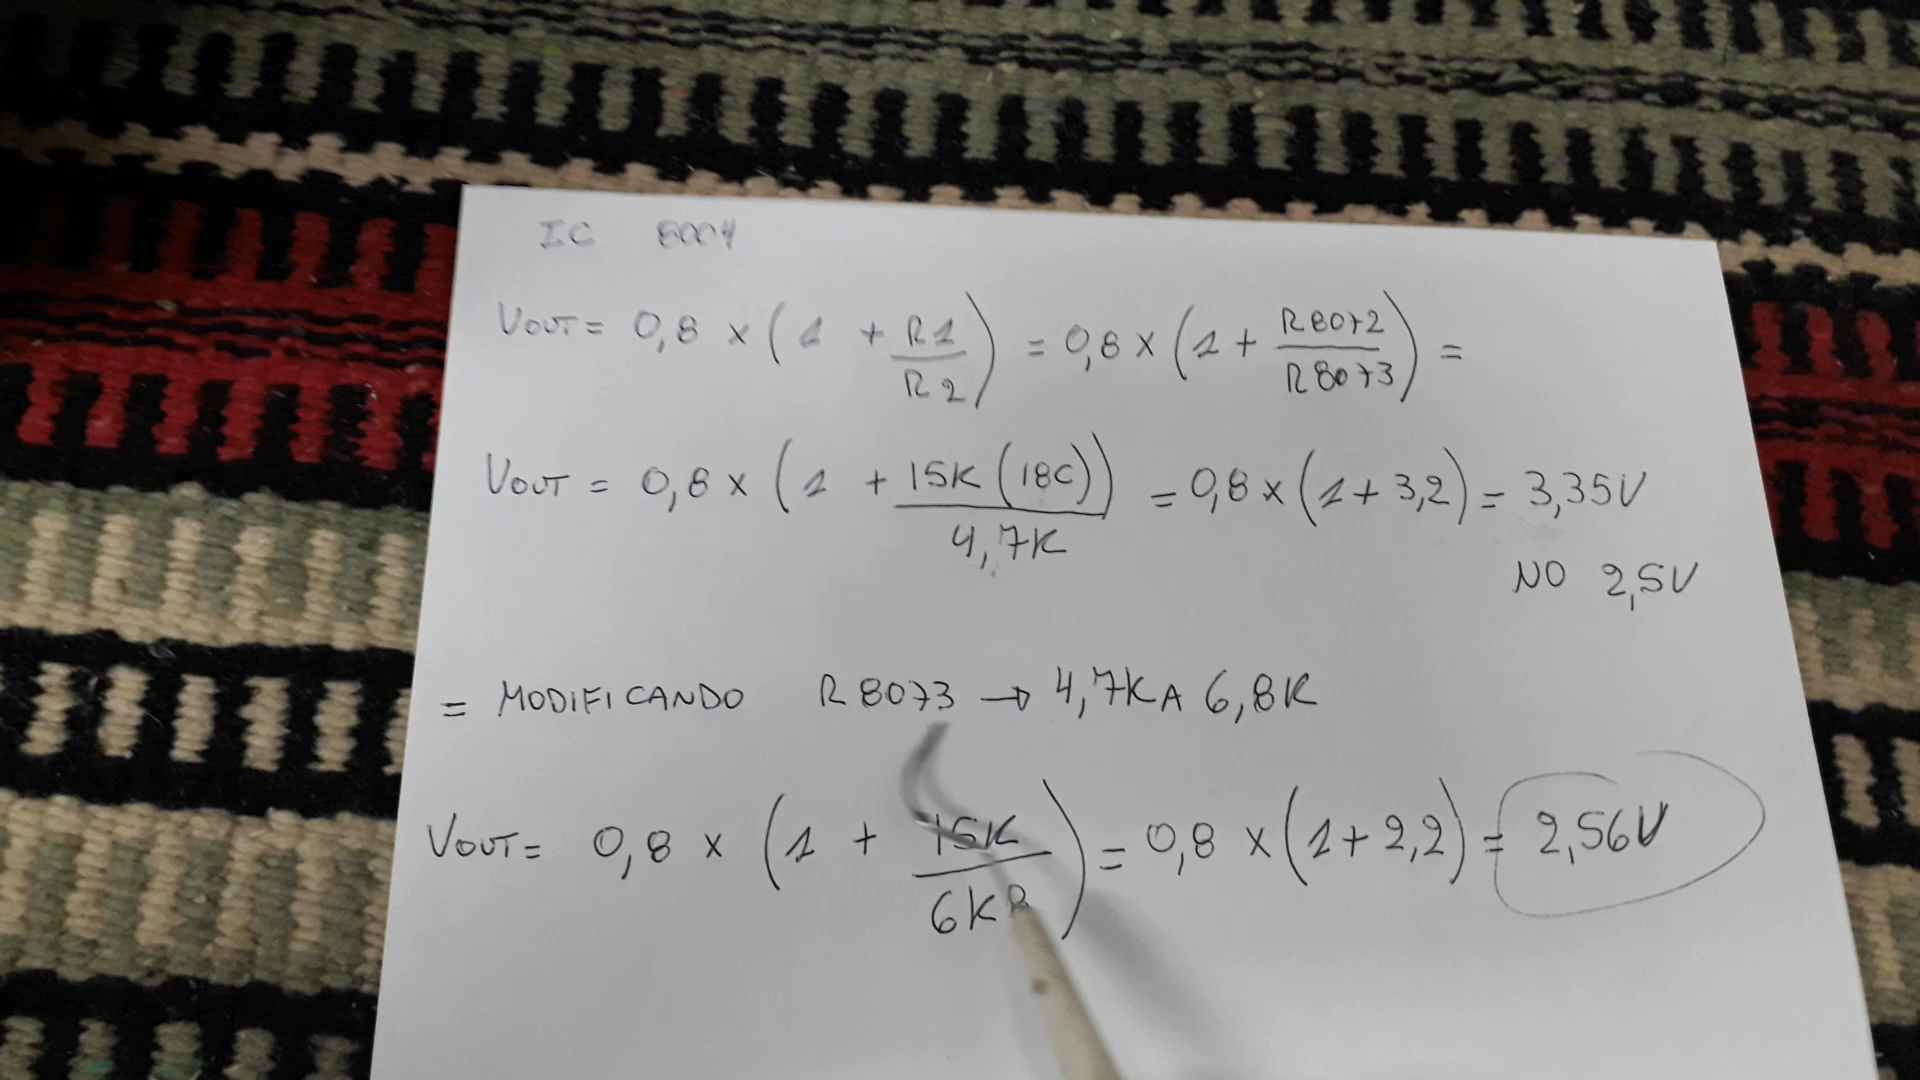 IC 8004
VOUT = 0,8 x (1 + R1/R2) = 0,8 x (1 + R8072/R8073) =
VOUT = 0,8 x (1 + 15K (18C)/4,7K) = 0,8 x (1 + 3,2) = 3,35V
NO 2,5V
= MODIFICANDO R8073 → 4,7K A 6,8K
VOUT = 0,8 x (1 + 15K/6K8) = 0,8 x (1 + 2,2) = 2,56V